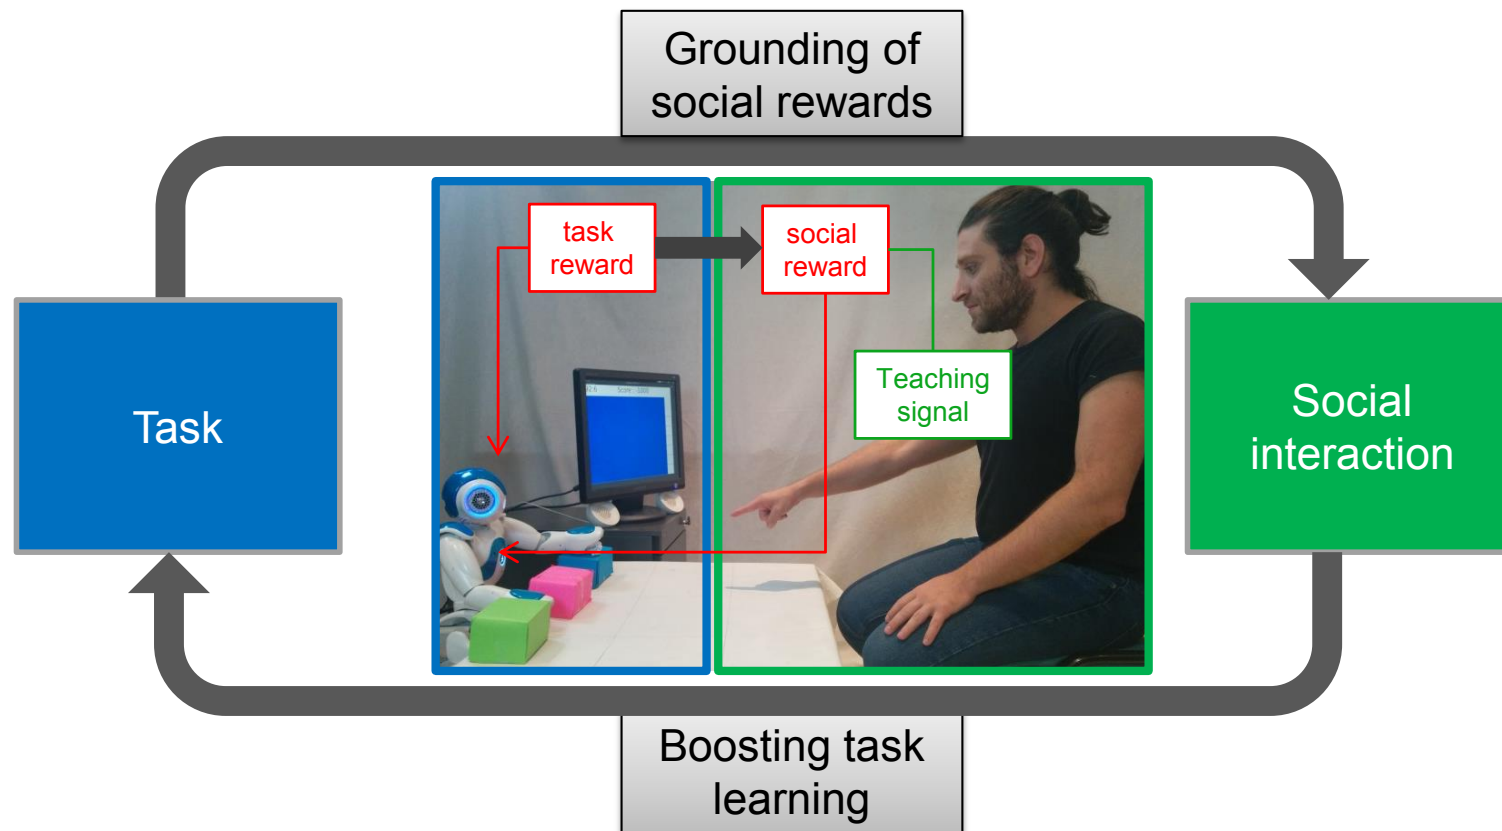 Grounding of
social rewards
task
reward
social
reward
Teaching
signal
Task
Social
interaction
Boosting task
learning